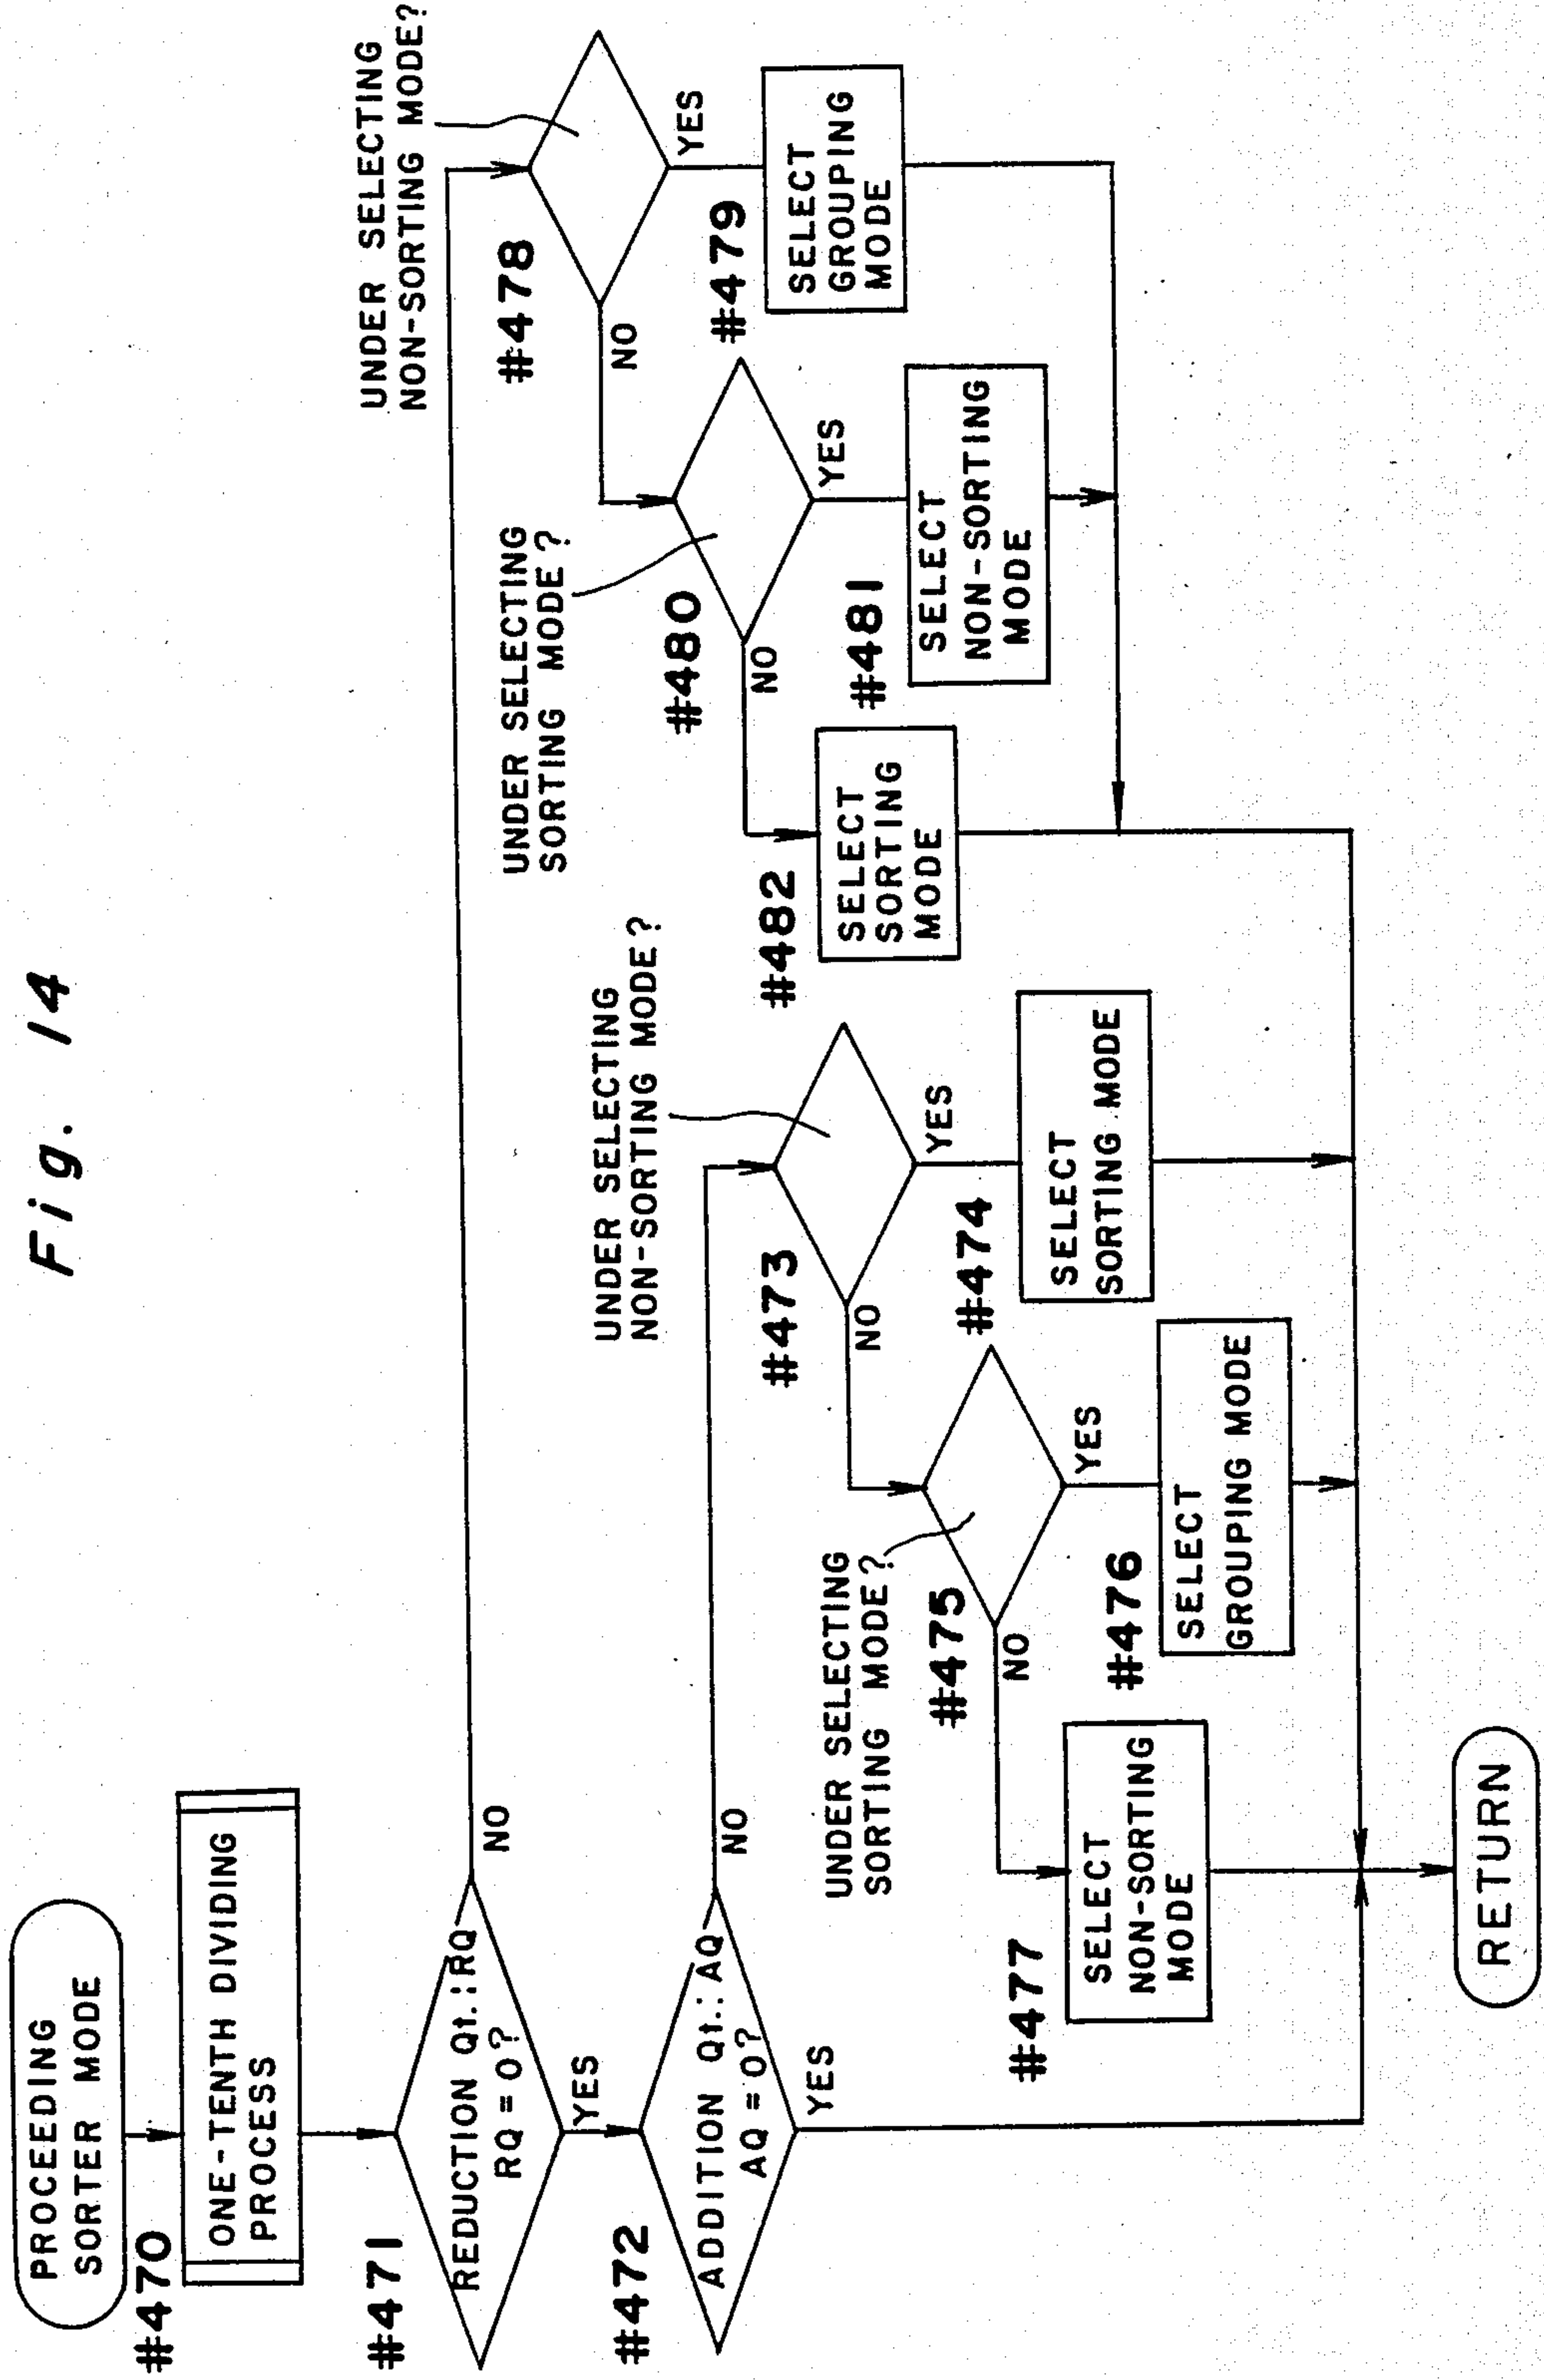 Fig. 14
PROCEEDING
SORTER MODE
#470
ONE-TENTH DIVIDING
PROCESS
#471
REDUCTION Qt.:RQ
RQ = 0?
NO
YES
#472
ADDITION Qt.:AQ
AQ = 0?
NO
YES
UNDER SELECTING
NON-SORTING MODE?
#473
YES
NO
#474
SELECT
SORTING MODE
UNDER SELECTING
SORTING MODE?
#475
YES
NO
#476
SELECT
GROUPING MODE
#477
SELECT
NON-SORTING
MODE
UNDER SELECTING
NON-SORTING MODE?
#478
YES
NO
#479
SELECT
GROUPING
MODE
UNDER SELECTING
SORTING MODE?
#480
YES
NO
#481
SELECT
NON-SORTING
MODE
#482
SELECT
SORTING
MODE
RETURN